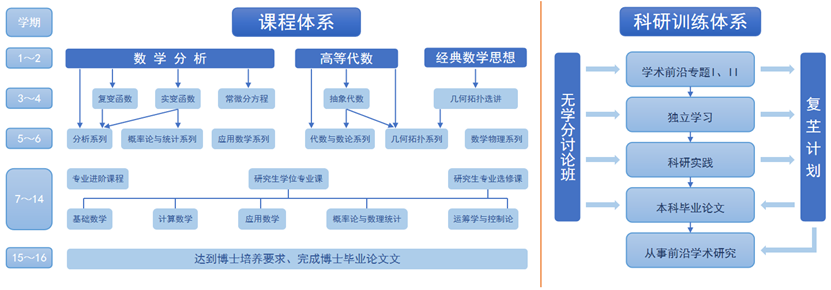 学期
课程体系
1～2
数 学 分 析
高等代数
经典数学思想
3～4
复变函数
实变函数
常微分方程
抽象代数
几何拓扑选讲
5～6
分析系列
概率论与统计系列
应用数学系列
代数与数论系列
几何拓扑系列
数学物理系列
7～14
专业进阶课程
研究生学位专业课
研究生专业选修课
基础数学
计算数学
应用数学
概率论与数理统计
运筹学与控制论
15～16
达到博士培养要求、完成博士毕业论文文
科研训练体系
无学分讨论班
学术前沿专题I、II
独立学习
科研实践
本科毕业论文
从事前沿学术研究
复芏计划